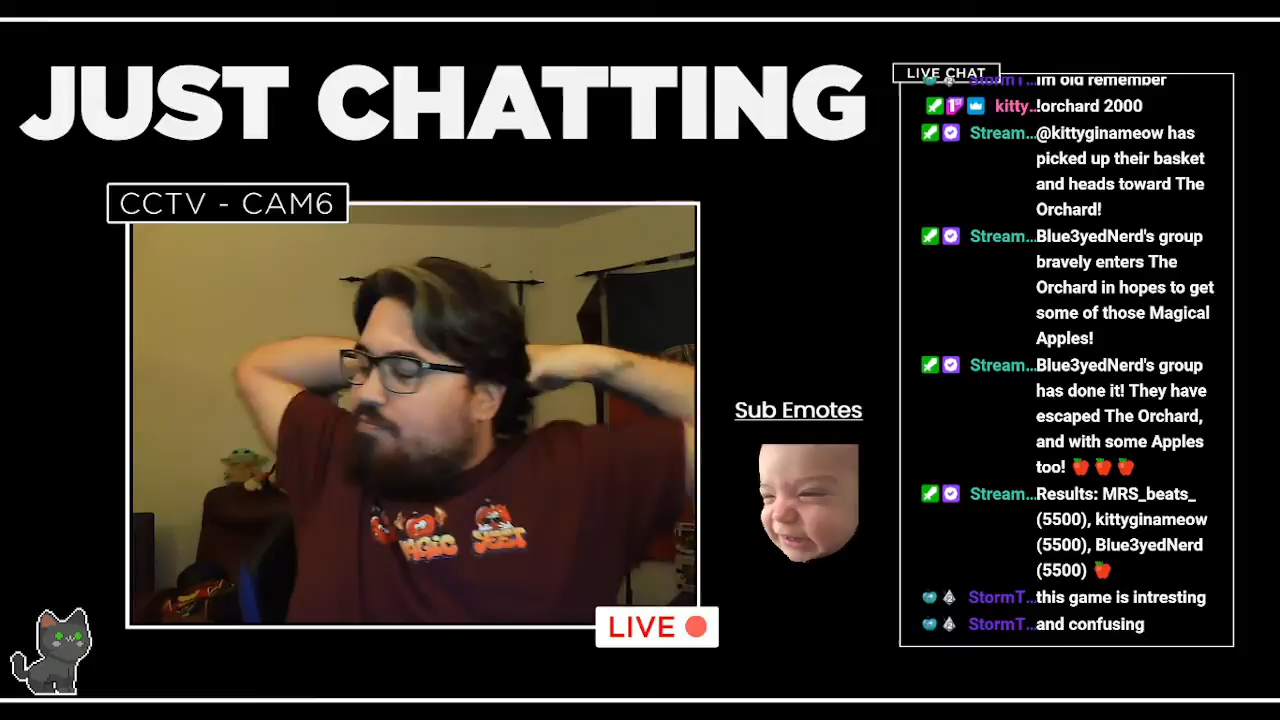 JUST CHATTING
CCTV - CAM6
LIVE
Sub Emotes
LIVE CHAT
StormT... im old remember
kitty... !orchard 2000
Stream... @kittyginameow has
picked up their basket
and heads toward The
Orchard!
Stream... Blue3yedNerd's group
bravely enters The
Orchard in hopes to get
some of those Magical
Apples!
Stream... Blue3yedNerd's group
has done it! They have
escaped The Orchard,
and with some Apples
too! 🍎 🍎 🍎
Stream... Results: MRS_beats_
(5500), kittyginameow
(5500), Blue3yedNerd
(5500) 🍎
StormT... this game is intresting
StormT... and confusing